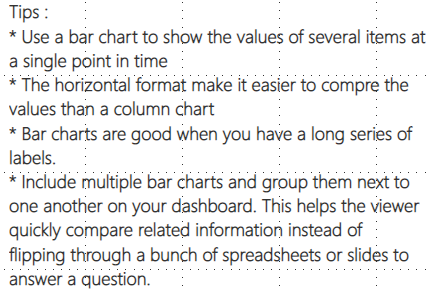 Tips :
* Use a bar chart to show the values of several items at
a single point in time
* The horizontal format make it easier to compre the
values than a column chart
* Bar charts are good when you have a long series of
labels.
* Include multiple bar charts and group them next to
one another on your dashboard. This helps the viewer
quickly compare related information instead of
flipping through a bunch of spreadsheets or slides to
answer a question.